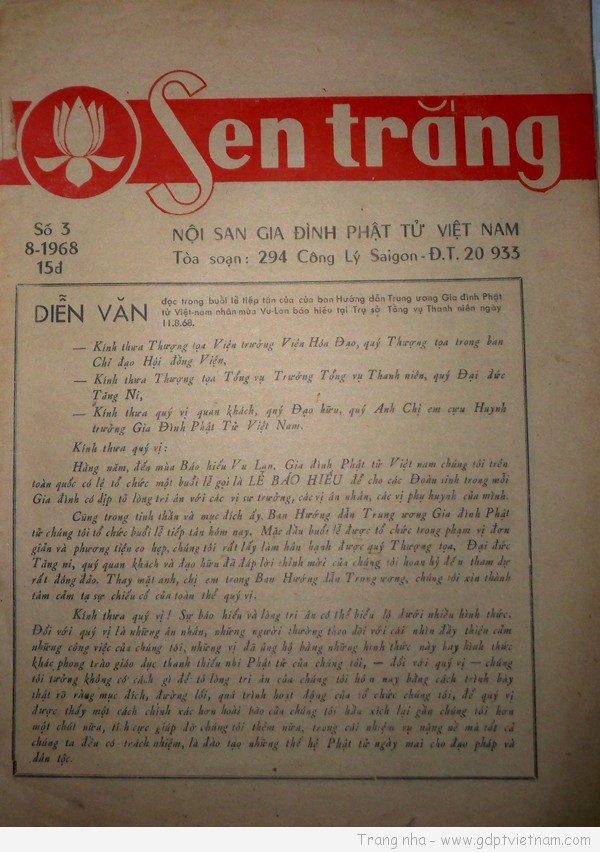 Sen trắng
Số 3
8-1968
15đ
NỘI SAN GIA ĐÌNH PHẬT TỬ VIỆT NAM
Tòa soạn: 294 Công Lý Saigon - Đ.T. 20 933
DIỄN VĂN
đọc trong buổi lễ tiếp tân của của ban Hướng dẫn Trung ương Gia đình Phật
tử Việt-nam nhân mùa Vu-Lan báo hiếu tại Trụ sở Tổng vụ Thanh niên ngày
11.8.68.
— Kính thưa Thượng tọa Viện trưởng Viện Hóa Đạo, quý Thượng tọa trong ban
Chỉ đạo Hội đồng Viện,
— Kính thưa Thượng tọa Tổng vụ Trưởng Tổng vụ Thanh niên, quý Đại đức
Tăng Ni,
— Kính thưa quý vị quan khách, quý Đạo hữu, quý Anh Chị em cựu Huynh
trưởng Gia Đình Phật Tử Việt Nam.
Kính thưa quý vị:
Hàng năm, đến mùa Báo hiếu Vu Lan, Gia đình Phật tử Việt nam chúng tôi trên
toàn quốc có lệ tổ chức một buổi lễ gọi là LỄ BÁO HIẾU để cho các Đoàn sinh trong mỗi
Gia đình có dịp tỏ lòng tri ân với các vị sư trưởng, các vị ân nhân, các vị phụ huynh của mình.
Cũng trong tinh thần và mục đích ấy. Ban Hướng dẫn Trung ương Gia đình Phật
tử chúng tôi tổ chức buổi lễ tiếp tân hôm nay. Mặc dầu buổi lễ được tổ chức trong phạm vi đơn
giản và phương tiện eo hẹp, chúng tôi rất lấy làm hân hạnh được quý Thượng tọa, Đại đức
Tăng ni, quý quan khách và đạo hữu đã đáp lời thỉnh mời của chúng tôi hoan hỷ đến tham dự
rất đông đảo. Thay mặt anh, chị em trong Ban Hướng dẫn Trung ương, chúng tôi xin thành
tâm cảm tạ sự chiếu cố của toàn thể quý vị.
Kính thưa quý vị! Sự báo hiếu và lòng tri ân có thể biểu lộ dưới nhiều hình thức.
Đối với quý vị là những ân nhân, những người thường theo dõi với cái nhìn đầy thiện cảm
những công việc của chúng tôi, những vị đã ủng hộ bằng những hình thức này hay hình thức
khác phong trào giáo dục thanh thiếu nhi Phật tử của chúng tôi, — đối với quý vị — chúng
tôi tưởng không có cách gì để tỏ lòng tri ân của chúng tôi hôm nay bằng cách trình bày
thật rõ ràng mục đích, đường lối, quá trình hoạt động của tổ chức chúng tôi, để quý vị
được thấy một cách chính xác hơn hoài bão của chúng tôi hầu xích lại gần chúng tôi hơn
một chút nữa, tích cực giúp đỡ chúng tôi thêm nữa, trong cái nhiệm vụ nặng nề mà tất cả
chúng ta đều có trách nhiệm, là đào tạo những thế hệ Phật tử ngày mai cho đạo pháp và
dân tộc.
Trang nha - www.gdptvietnam.com